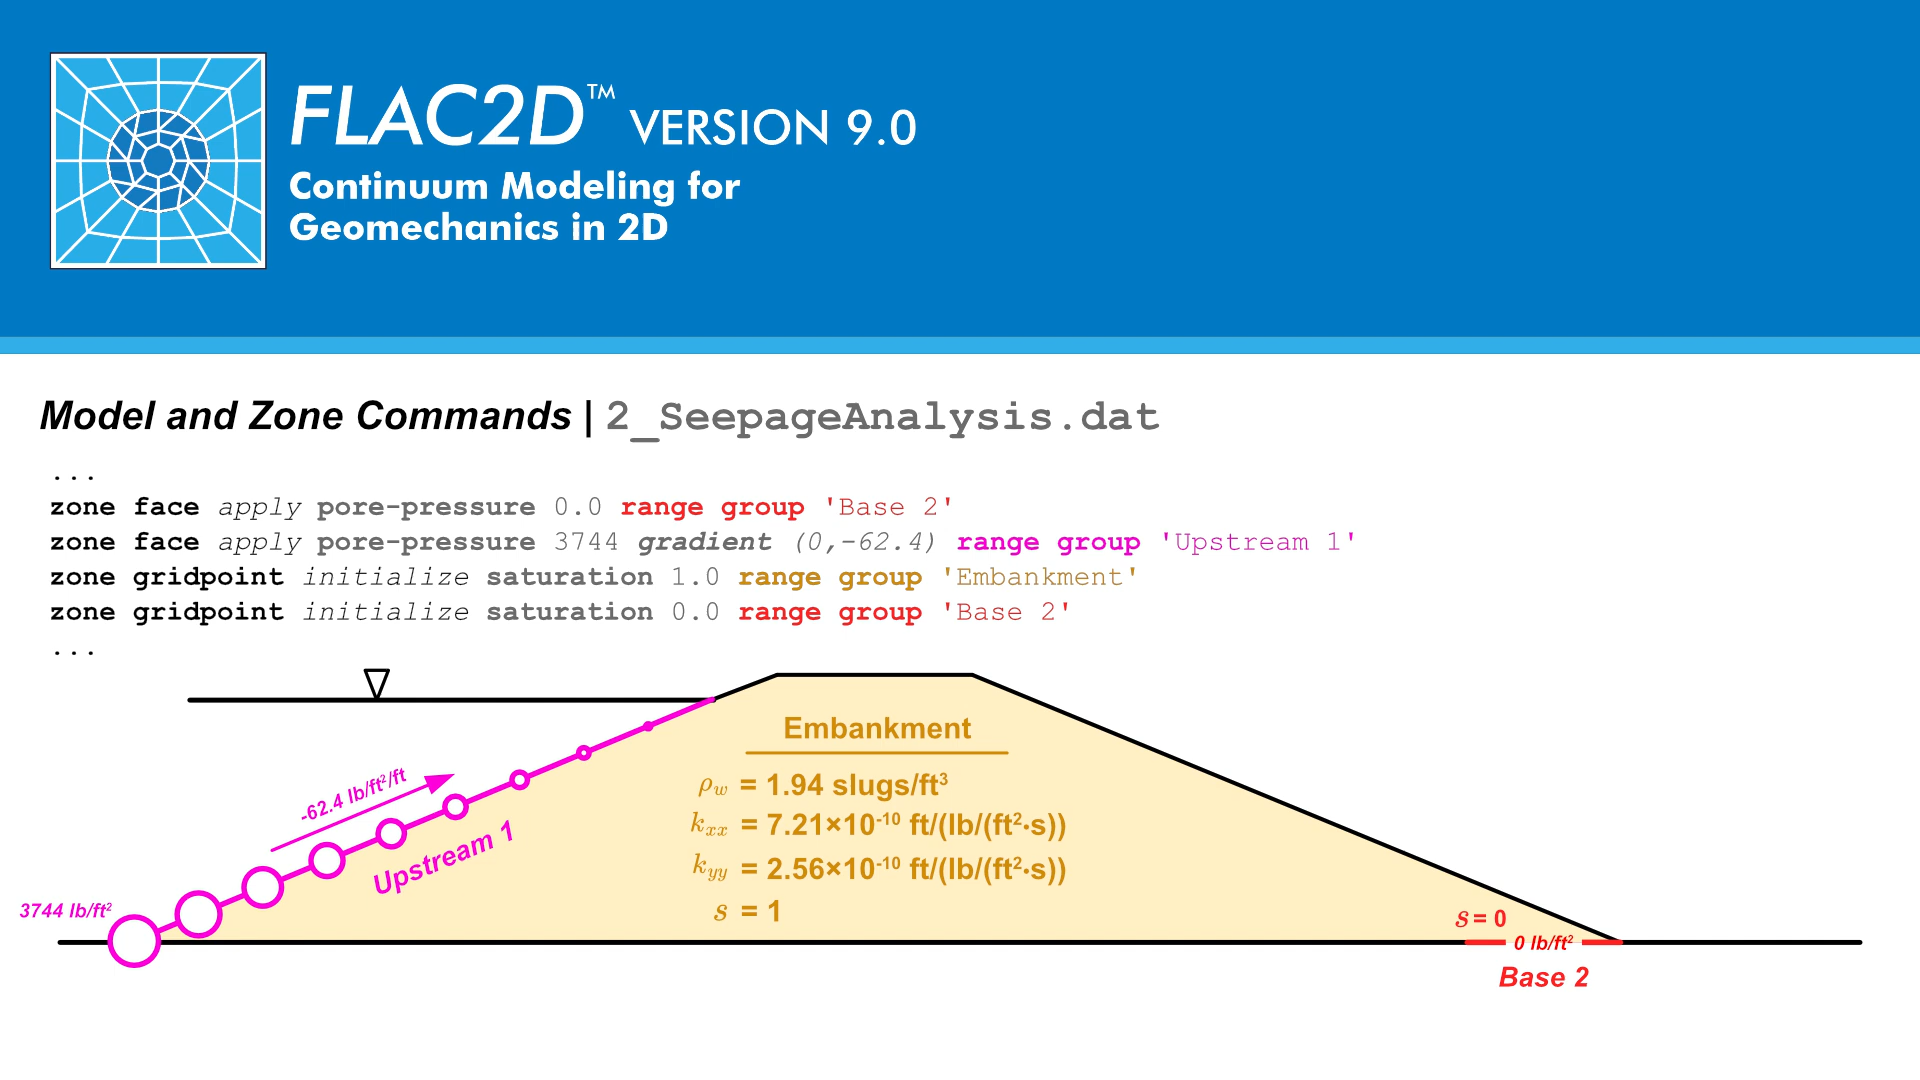 FLAC2D™ VERSION 9.0
Continuum Modeling for
Geomechanics in 2D
Model and Zone Commands | 2_SeepageAnalysis.dat
...
zone face apply pore-pressure 0.0 range group 'Base 2'
zone face apply pore-pressure 3744 gradient (0,-62.4) range group 'Upstream 1'
zone gridpoint initialize saturation 1.0 range group 'Embankment'
zone gridpoint initialize saturation 0.0 range group 'Base 2'
...
Embankment
-62.4 lb/ft²/ft
ρw = 1.94 slugs/ft³
kxx = 7.21×10⁻¹⁰ ft/(lb/(ft²·s))
Upstream 1
kyy = 2.56×10⁻¹⁰ ft/(lb/(ft²·s))
3744 lb/ft²
s = 1
s = 0
0 lb/ft²
Base 2